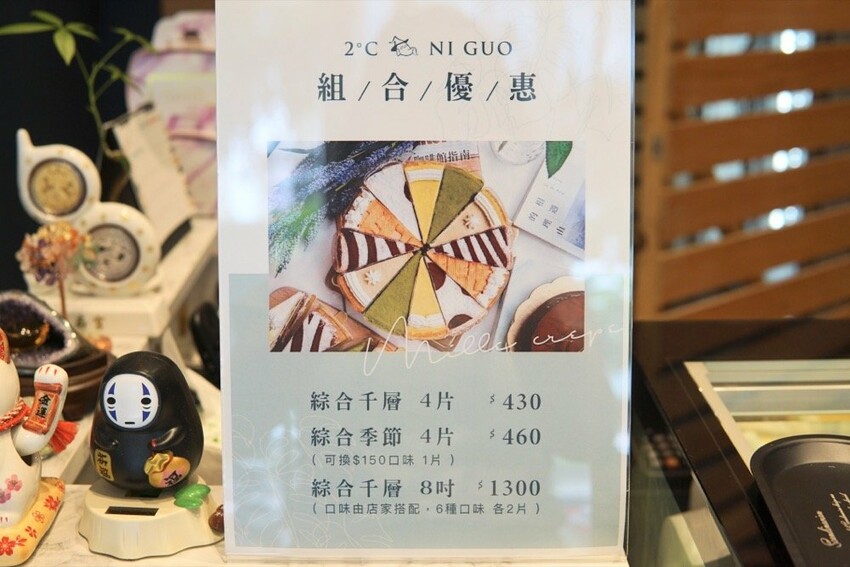 2°C NI GUO
組/合/優/惠
Mille crepe
綜合千層 4片 $430
綜合季節 4片 $460
( 可換$150口味 1片 )
綜合千層 8吋 $1300
( 口味由店家搭配，6種口味 各2片 )
金運